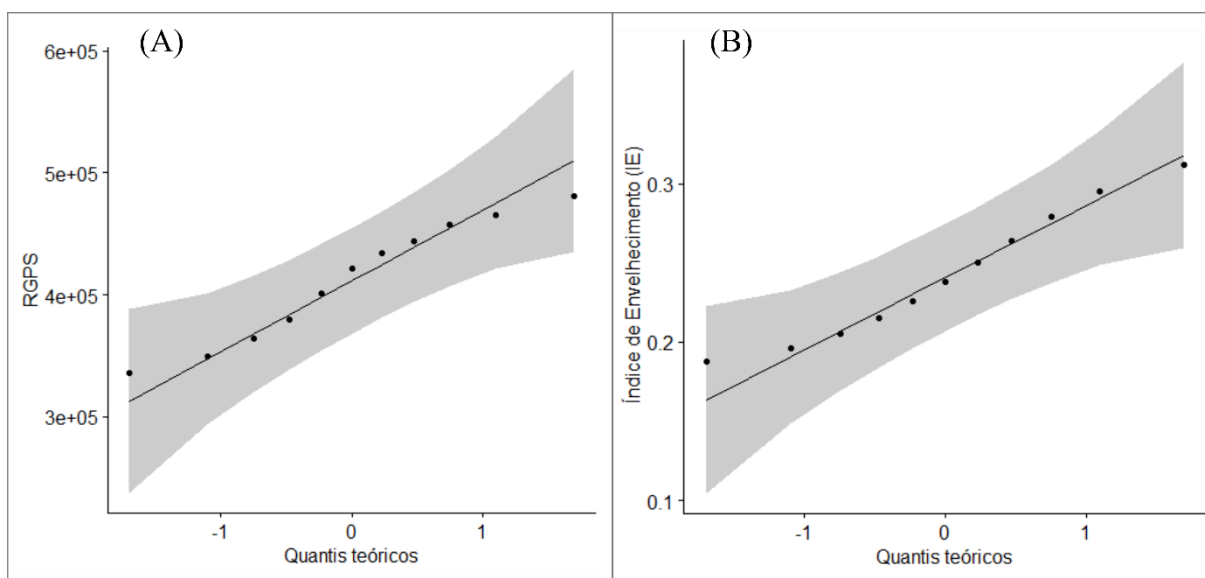 (A)
6e+05
5e+05
4e+05
3e+05
RGPS
-1 0 1
Quantis teóricos
(B)
0.3
0.2
0.1
Índice de Envelhecimento (IE)
-1 0 1
Quantis teóricos